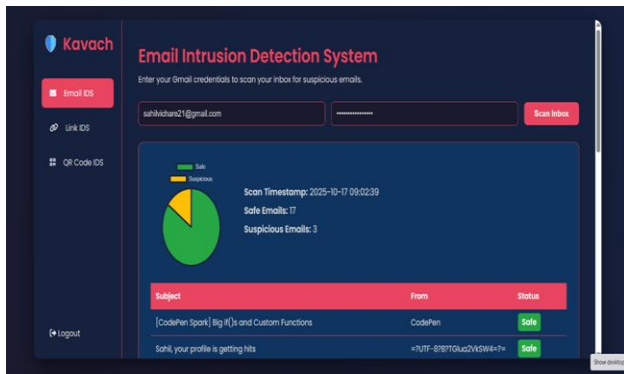 Kavach
Email Intrusion Detection System
Enter your Gmail credentials to scan your inbox for suspicious emails.
Email IDS
sahilvichare21@gmail.com
Scan Inbox
Link IDS
QR Code IDS
Safe
Suspicious
Scan Timestamp: 2025-10-17 09:02:39
Safe Emails: 17
Suspicious Emails: 3
Subject From Status
[CodePen Spark] Big if()s and Custom Functions CodePen Safe
Sahil, your profile is getting hits Safe
Logout
Show desktop